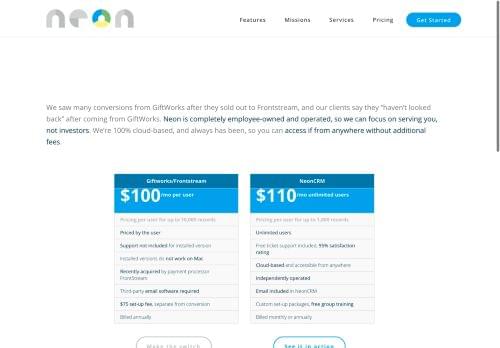 neon
Features Missions Services Pricing Get Started
We saw many conversions from GiftWorks after they sold out to Frontstream, and our clients say they “haven’t looked
back” after coming from GiftWorks. Neon is completely employee-owned and operated, so we can focus on serving you,
not investors. We’re 100% cloud-based, and always has been, so you can access if from anywhere without additional
fees.
Giftworks/Frontstream
$100/mo per user
Pricing per user for up to 10,000 records
Priced by the user
Support not included for installed version
Installed versions do not work on Mac
Recently acquired by payment processor
FrontStream
Third-party email software required
$75 set-up fee, separate from conversion
Billed annually
Make the switch
NeonCRM
$110/mo unlimited users
Pricing per user for up to 1,000 records
Unlimited users
Free ticket support included, 95% satisfaction
rating
Cloud-based and accessible from anywhere
Independently operated
Email included in NeonCRM
Custom set-up packages, free group training
Billed monthly or annually
See it in action